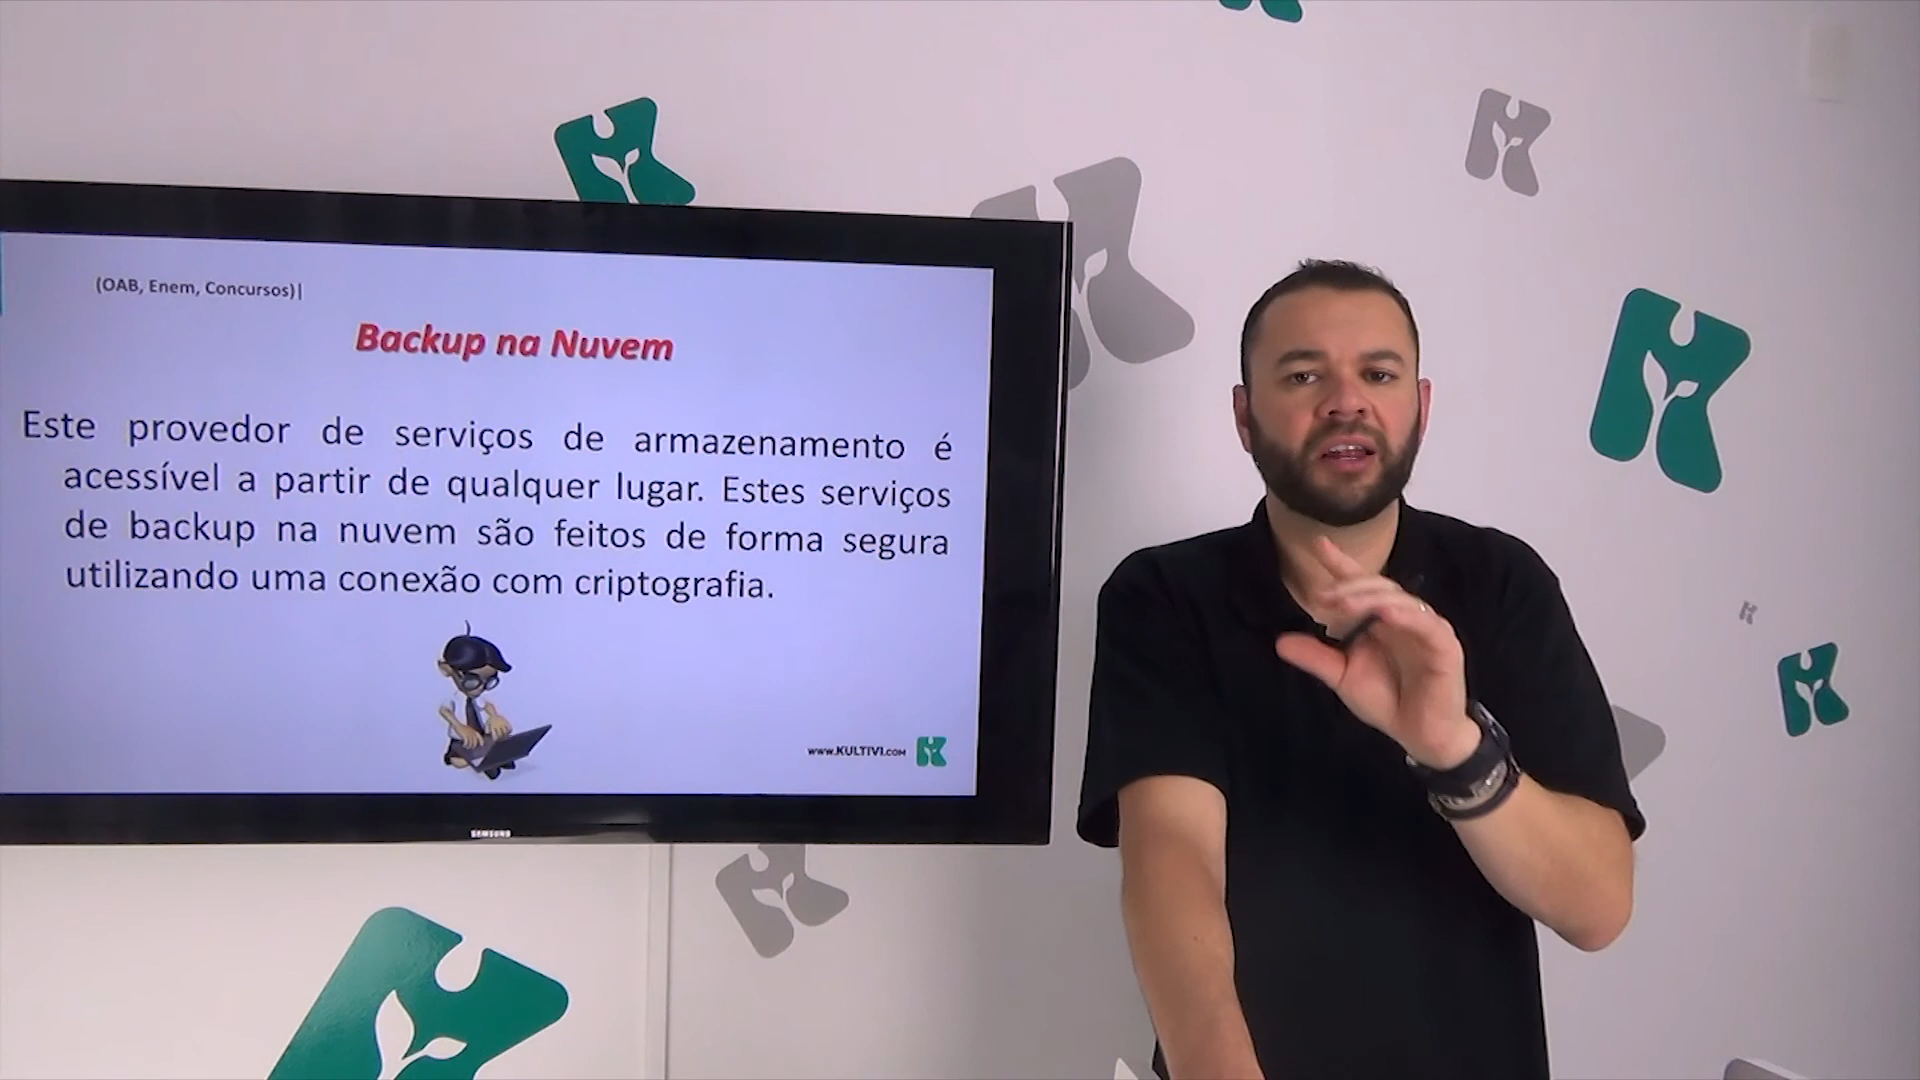 (OAB, Enem, Concursos)|
Backup na Nuvem
Este provedor de serviços de armazenamento é
acessível a partir de qualquer lugar. Estes serviços
de backup na nuvem são feitos de forma segura
utilizando uma conexão com criptografia.
www.KULTIVI.COM
SAMSUNG